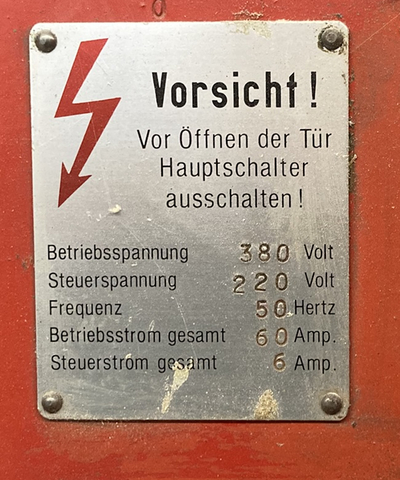 Vorsicht!
Vor Öffnen der Tür
Hauptschalter
ausschalten!
Betriebsspannung 380 Volt
Steuerspannung 220 Volt
Frequenz 50 Hertz
Betriebsstrom gesamt 60 Amp.
Steuerstrom gesamt 6 Amp.